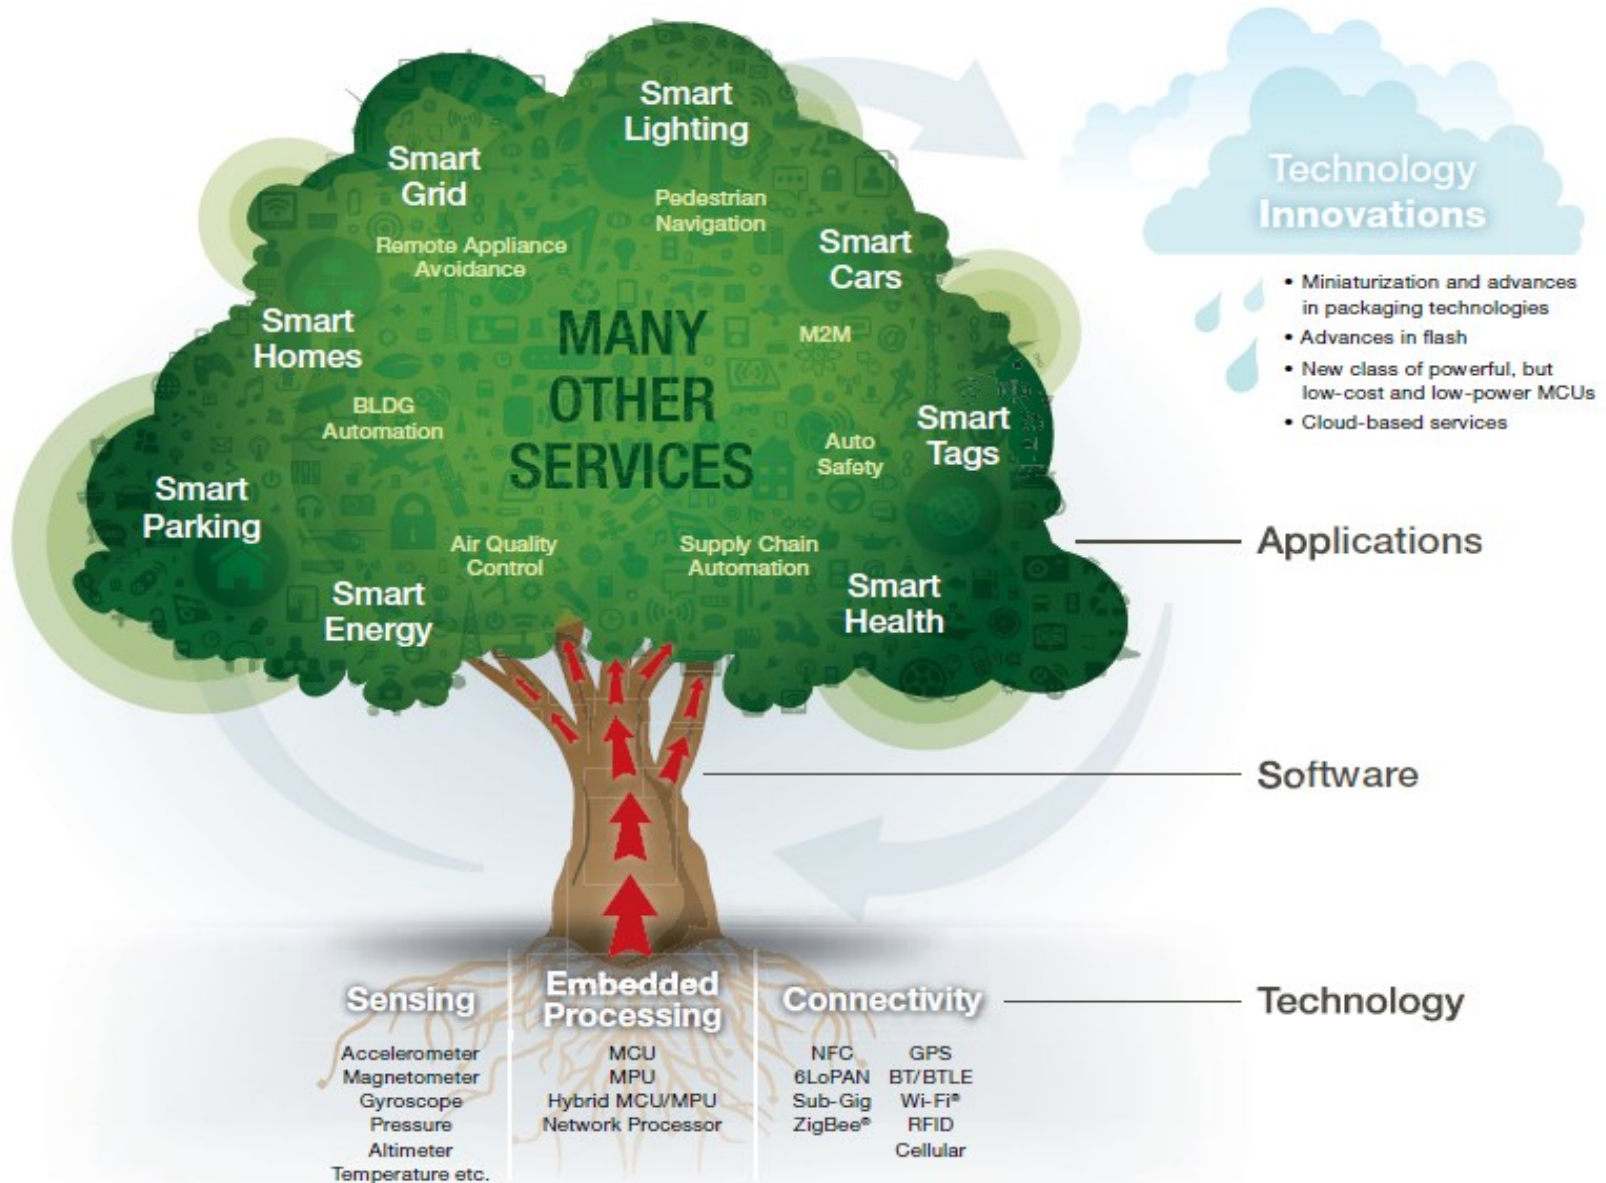 Smart
Lighting
Smart
Grid
Pedestrian
Navigation
Remote Appliance
Avoidance
Smart
Cars
Smart
Homes
MANY
OTHER
SERVICES
M2M
BLDG
Automation
Smart
Tags
Auto
Safety
Smart
Parking
Air Quality
Control
Supply Chain
Automation
Smart
Energy
Smart
Health
Technology
Innovations
• Miniaturization and advances
in packaging technologies
• Advances in flash
• New class of powerful, but
low-cost and low-power MCUs
• Cloud-based services
Applications
Software
Technology
Sensing
Accelerometer
Magnetometer
Gyroscope
Pressure
Altimeter
Temperature etc.
Embedded
Processing
MCU
MPU
Hybrid MCU/MPU
Network Processor
Connectivity
NFC GPS
6LoPAN BT/BTLE
Sub-Gig Wi-Fi®
ZigBee® RFID
Cellular